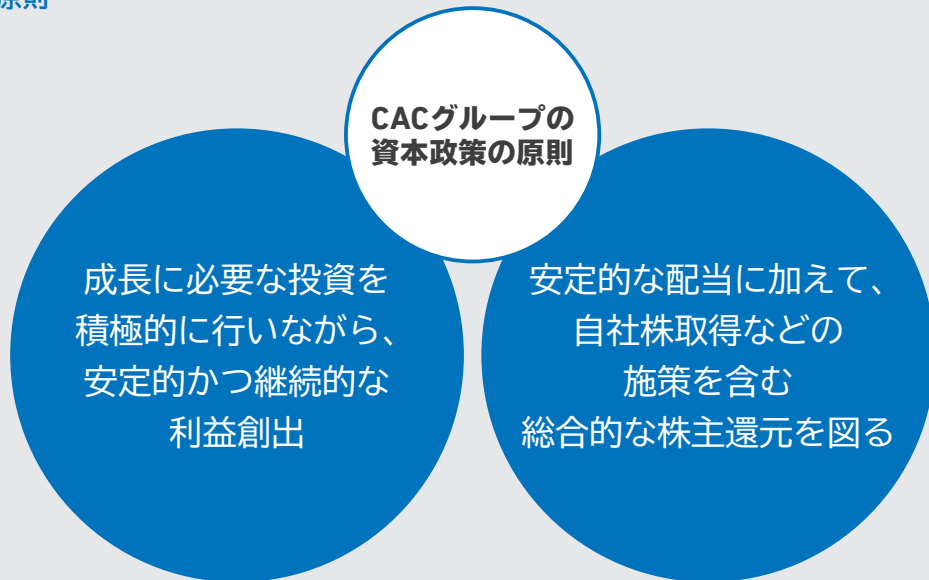 原則
CACグループの
資本政策の原則
成長に必要な投資を
積極的に行いながら、
安定的かつ継続的な
利益創出
安定的な配当に加えて、
自社株取得などの
施策を含む
総合的な株主還元を図る